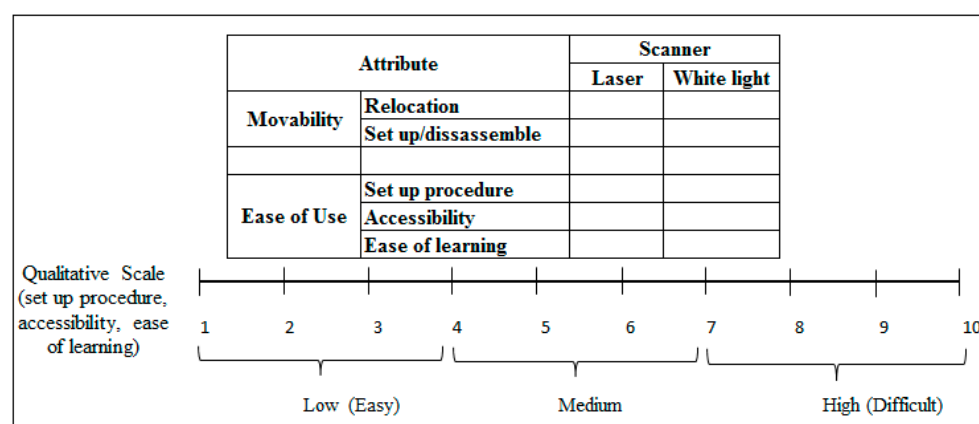 Attribute
Scanner
Laser White light
Movability
Relocation
Set up/dissassemble
Ease of Use
Set up procedure
Accessibility
Ease of learning
Qualitative Scale
(set up procedure,
accessibility, ease
of learning)
1 2 3 4 5 6 7 8 9 10
Low (Easy) Medium High (Difficult)